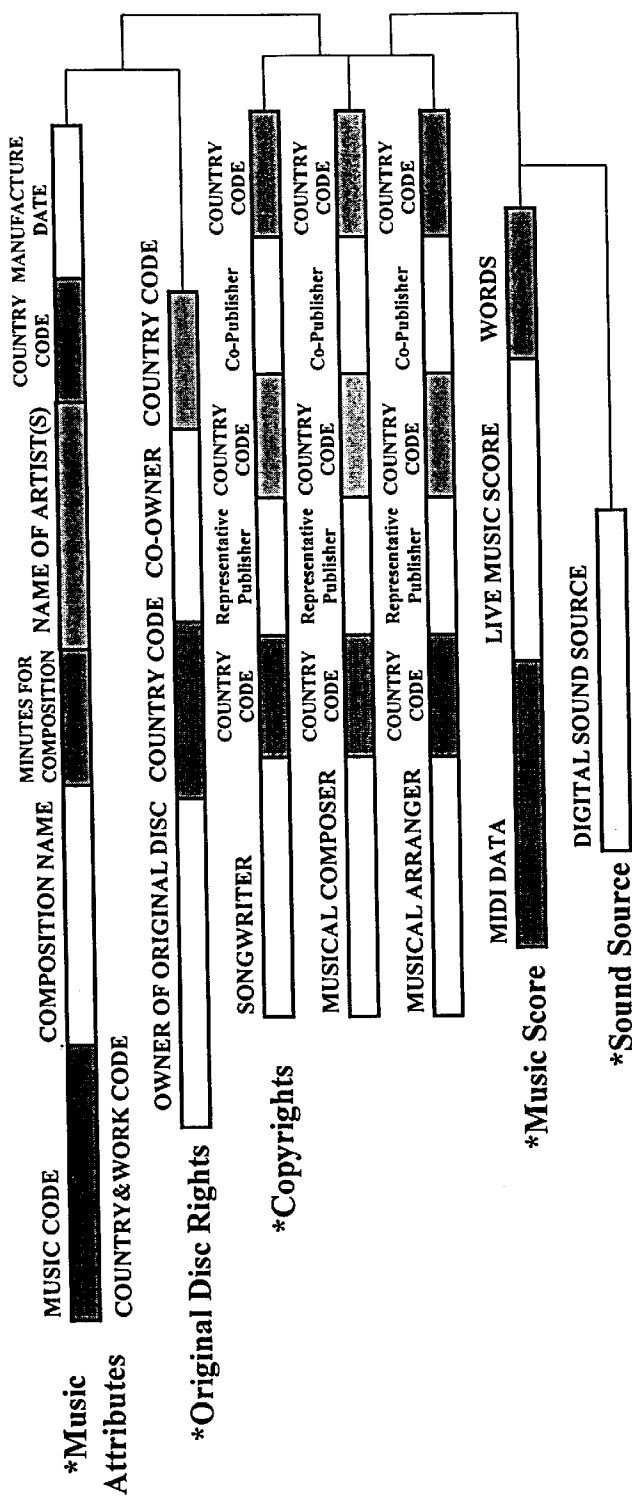 *Music
Attributes
MUSIC CODE
COMPOSITION NAME
MINUTES FOR
COMPOSITION
NAME OF ARTIST(S)
COUNTRY
CODE
MANUFACTURE
DATE
COUNTRY&WORK CODE
*Original Disc Rights
OWNER OF ORIGINAL DISC
COUNTRY CODE
CO-OWNER
COUNTRY CODE
*Copyrights
SONGWRITER
COUNTRY
CODE
Representative
Publisher
COUNTRY
CODE
Co-Publisher
COUNTRY
CODE
MUSICAL COMPOSER
COUNTRY
CODE
Representative
Publisher
COUNTRY
CODE
Co-Publisher
COUNTRY
CODE
MUSICAL ARRANGER
COUNTRY
CODE
Representative
Publisher
COUNTRY
CODE
Co-Publisher
COUNTRY
CODE
*Music Score
MIDI DATA
LIVE MUSIC SCORE
WORDS
*Sound Source
DIGITAL SOUND SOURCE